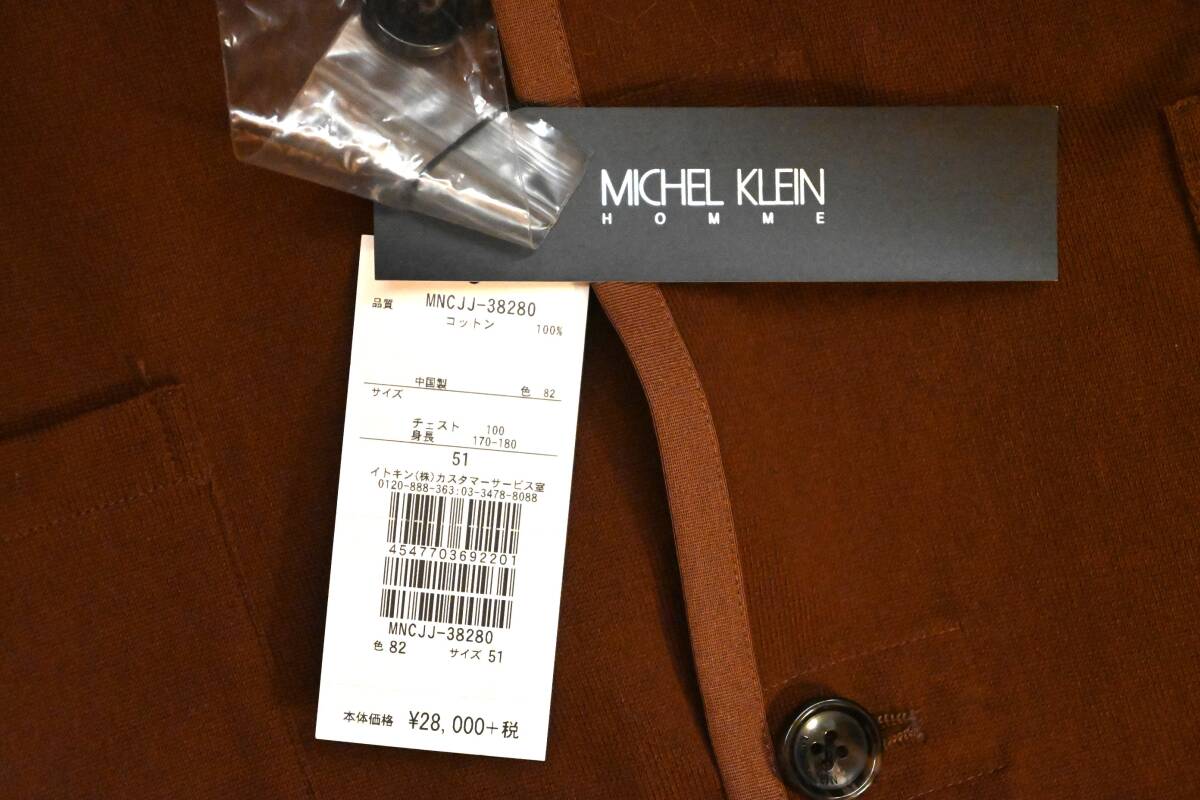 MICHEL KLEIN
HOMME
品質 MNCJJ-38280
コットン 100%
中国製 色 82
サイズ
チェスト 100
身長 170-180
51
イトキン(株)カスタマーサービス室
0120-888-363:03-3478-8088
4547703692201
MNCJJ-38280
色 82 サイズ 51
本体価格 ¥28,000+税